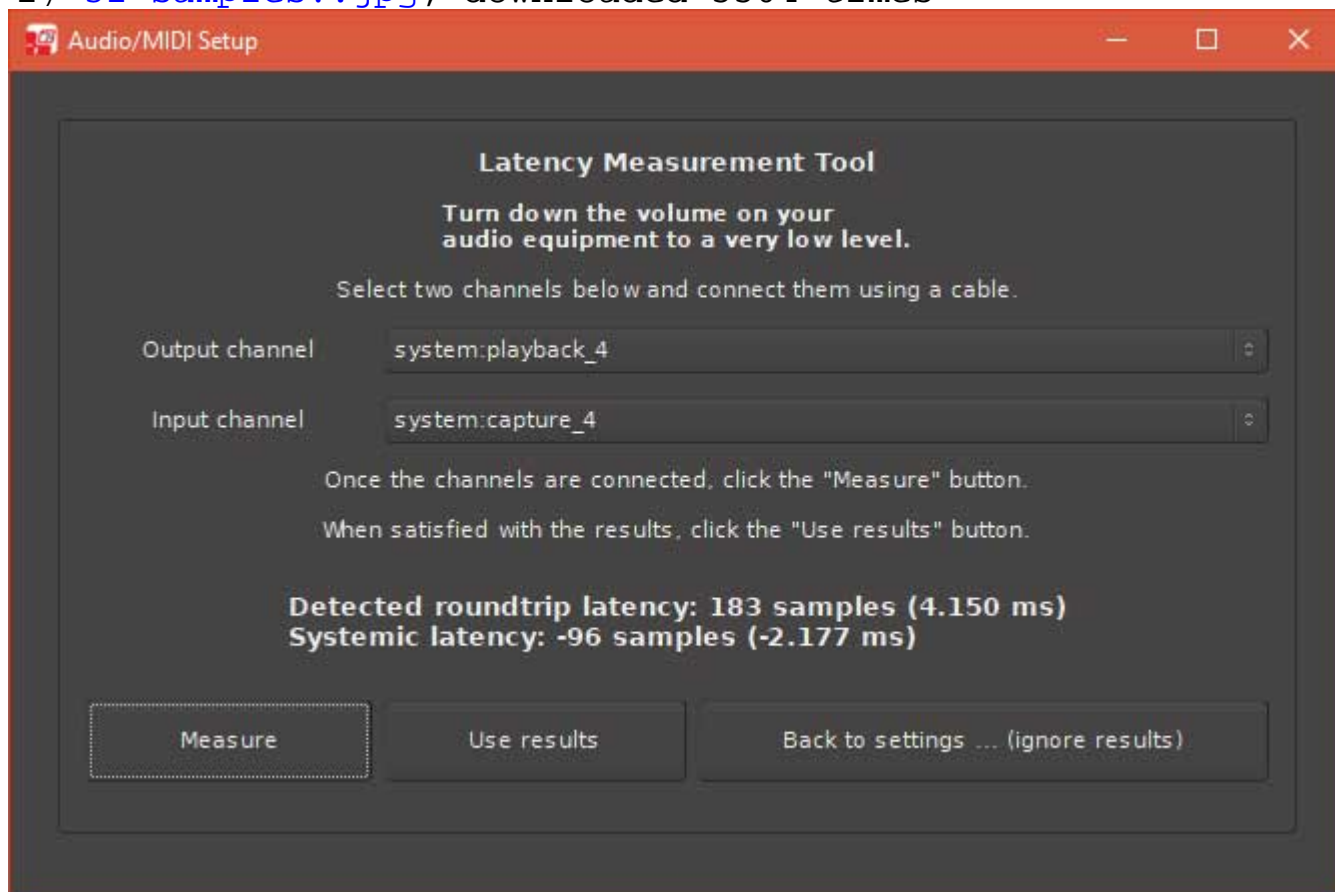 Audio/MIDI Setup
Latency Measurement Tool
Turn down the volume on your
audio equipment to a very low level.
Select two channels below and connect them using a cable.
Output channel system:playback_4
Input channel system:capture_4
Once the channels are connected, click the "Measure" button.
When satisfied with the results, click the "Use results" button.
Detected roundtrip latency: 183 samples (4.150 ms)
Systemic latency: -96 samples (-2.177 ms)
Measure Use results Back to settings ... (ignore results)